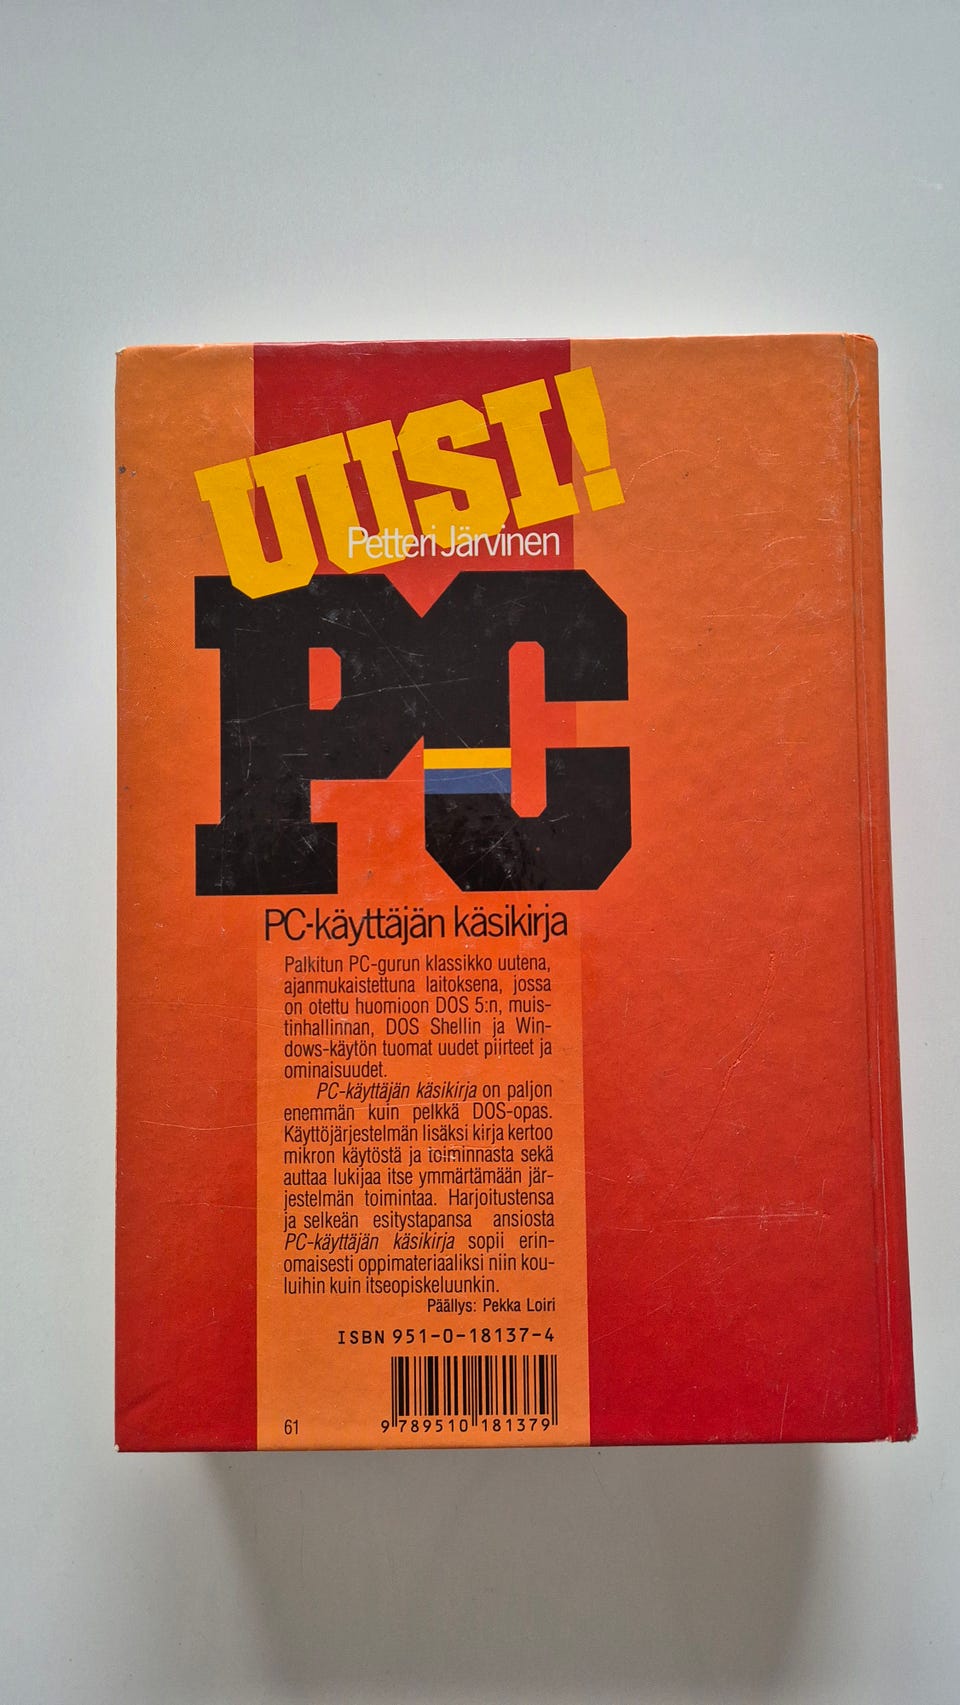 UUSI!
Petteri Järvinen
PC
PC-käyttäjän käsikirja
Palkitun PC-gurun klassikko uutena,
ajanmukaistettuna laitoksena, jossa
on otettu huomioon DOS 5:n, muis-
tinhallinnan, DOS Shellin ja Win-
dows-käytön tuomat uudet piirteet ja
ominaisuudet.
PC-käyttäjän käsikirja on paljon
enemmän kuin pelkkä DOS-opas.
Käyttöjärjestelmän lisäksi kirja kertoo
mikron käytöstä ja toiminnasta sekä
auttaa lukijaa itse ymmärtämään jär-
jestelmän toimintaa. Harjoitustensa
ja selkeän esitystapansa ansiosta
PC-käyttäjän käsikirja sopii erin-
omaisesti oppimateriaaliksi niin kou-
luihin kuin itseopiskeluunkin.
Päällys: Pekka Loiri
ISBN 951-0-18137-4
61
9 789510 181379